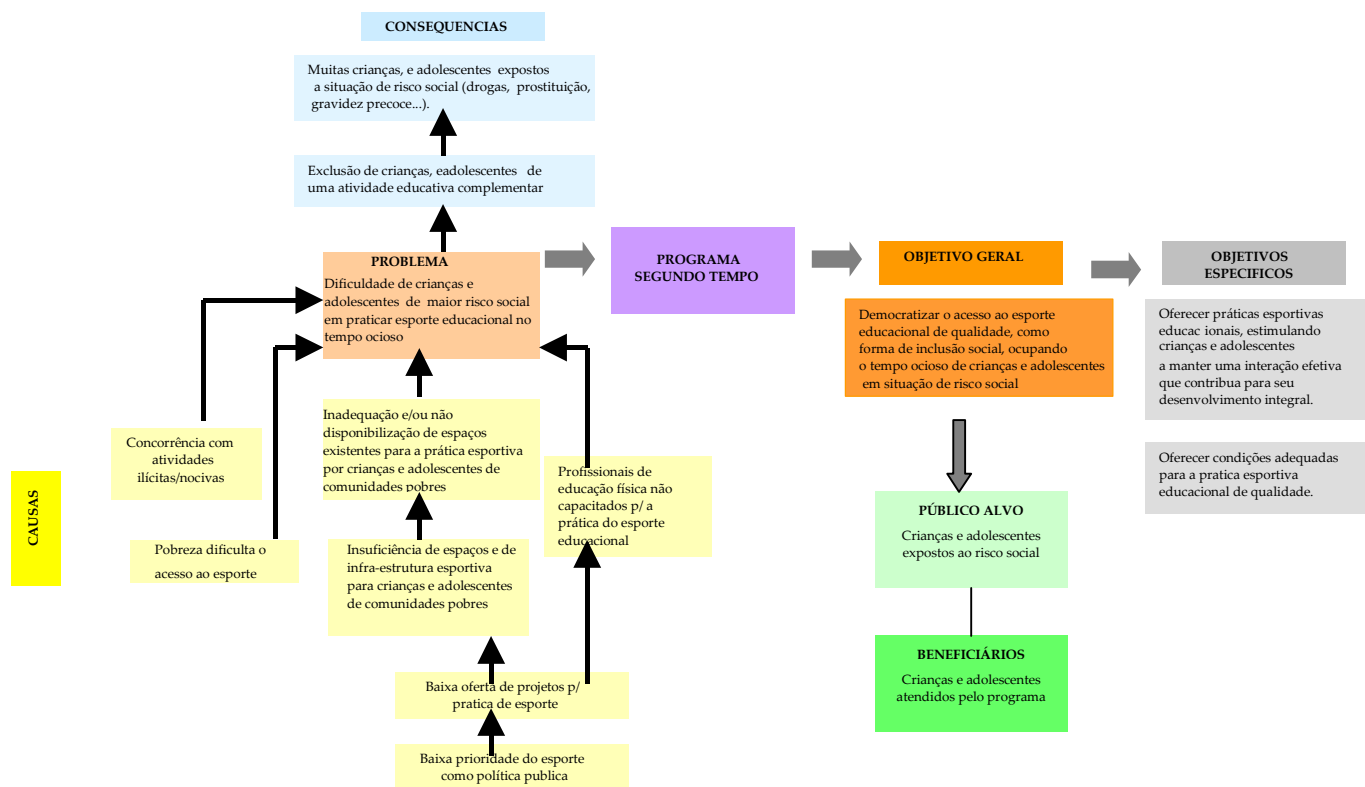 CONSEQUENCIAS
Muitas crianças, e adolescentes expostos
a situação de risco social (drogas, prostituição,
gravidez precoce...).
Exclusão de crianças, eadolescentes de
uma atividade educativa complementar
PROBLEMA
Dificuldade de crianças e
adolescentes de maior risco social
em praticar esporte educacional no
tempo ocioso
PROGRAMA
SEGUNDO TEMPO
OBJETIVO GERAL
Democratizar o acesso ao esporte
educacional de qualidade, como
forma de inclusão social, ocupando
o tempo ocioso de crianças e adolescentes
em situação de risco social
OBJETIVOS
ESPECIFICOS
Oferecer práticas esportivas
educac ionais, estimulando
crianças e adolescentes
a manter uma interação efetiva
que contribua para seu
desenvolvimento integral.
Oferecer condições adequadas
para a pratica esportiva
educacional de qualidade.
PÚBLICO ALVO
Crianças e adolescentes
expostos ao risco social
BENEFICIÁRIOS
Crianças e adolescentes
atendidos pelo programa
CAUSAS
Concorrência com
atividades
ilícitas/nocivas
Pobreza dificulta o
acesso ao esporte
Inadequação e/ou não
disponibilização de espaços
existentes para a prática esportiva
por crianças e adolescentes de
comunidades pobres
Insuficiência de espaços e de
infra-estrutura esportiva
para crianças e adolescentes
de comunidades pobres
Profissionais de
educação física não
capacitados p/ a
prática do esporte
educacional
Baixa oferta de projetos p/
pratica de esporte
Baixa prioridade do esporte
como política publica